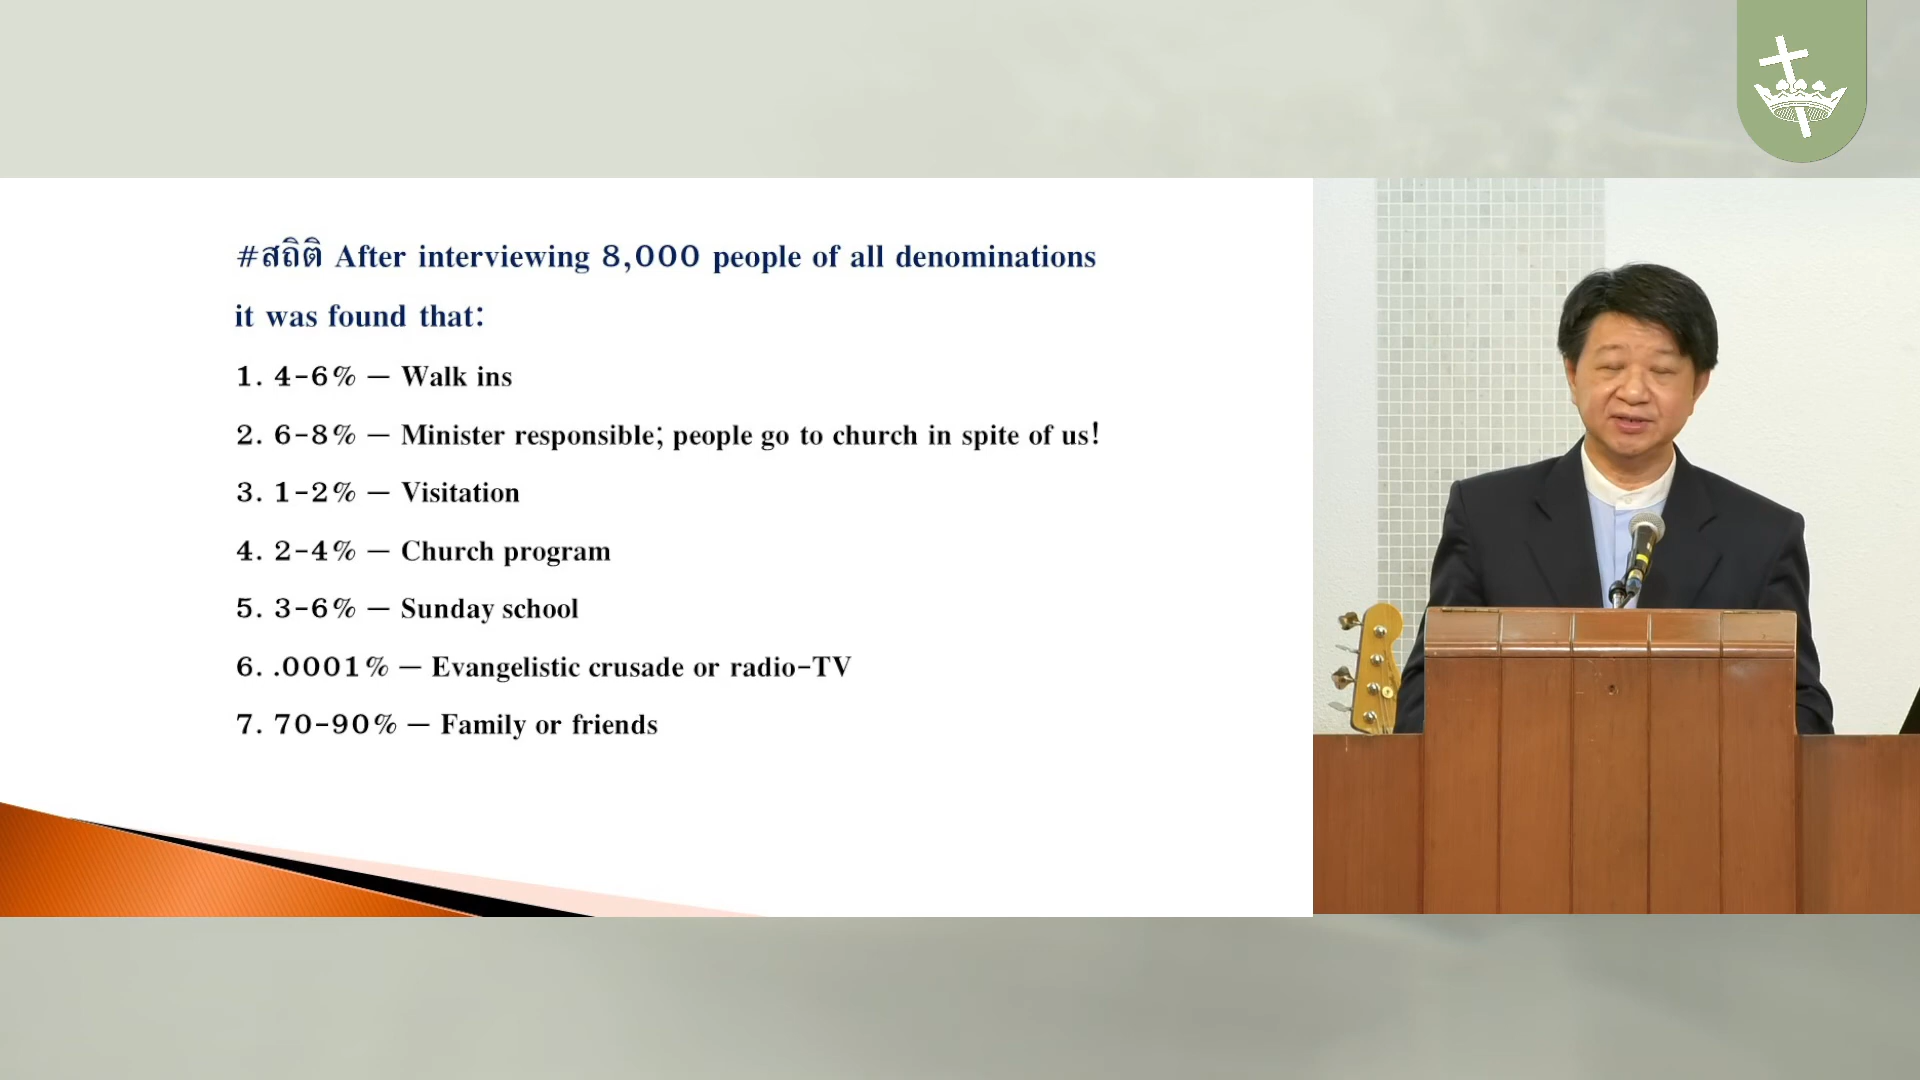 #สถิติ After interviewing 8,000 people of all denominations
it was found that:
1. 4-6% — Walk ins
2. 6-8% — Minister responsible; people go to church in spite of us!
3. 1-2% — Visitation
4. 2-4% — Church program
5. 3-6% — Sunday school
6. .0001% — Evangelistic crusade or radio-TV
7. 70-90% — Family or friends